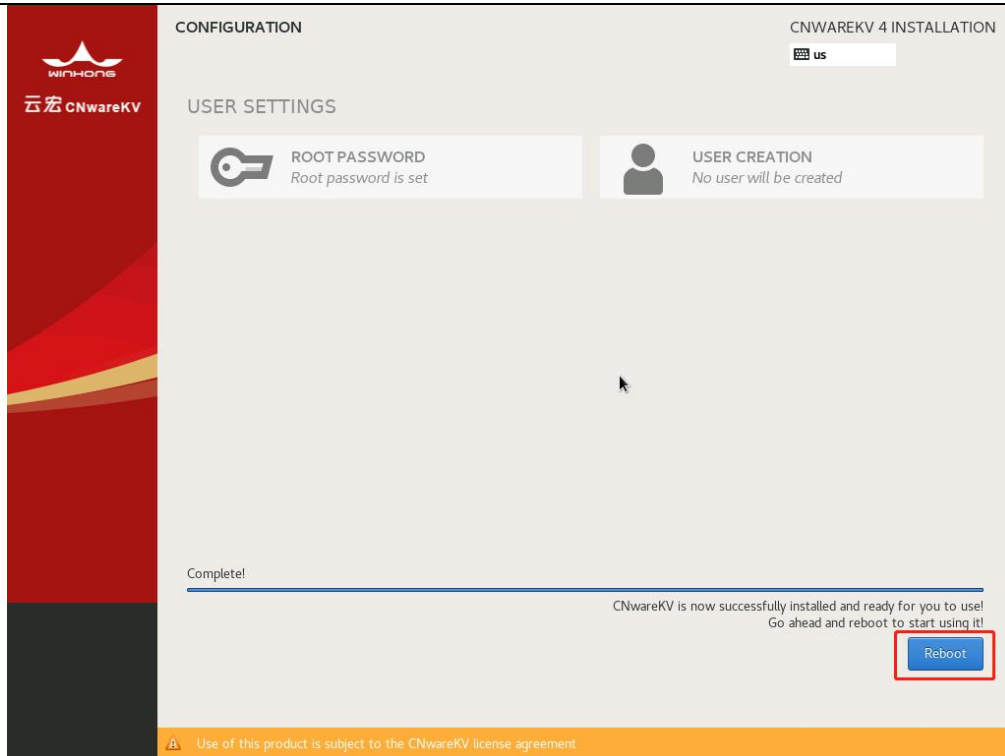 CONFIGURATION
CNWAREKV 4 INSTALLATION
us
WINHONG
云宏 CNwareKV
USER SETTINGS
ROOT PASSWORD
Root password is set
USER CREATION
No user will be created
Complete!
CNwareKV is now successfully installed and ready for you to use!
Go ahead and reboot to start using it!
Reboot
Use of this product is subject to the CNwareKV license agreement